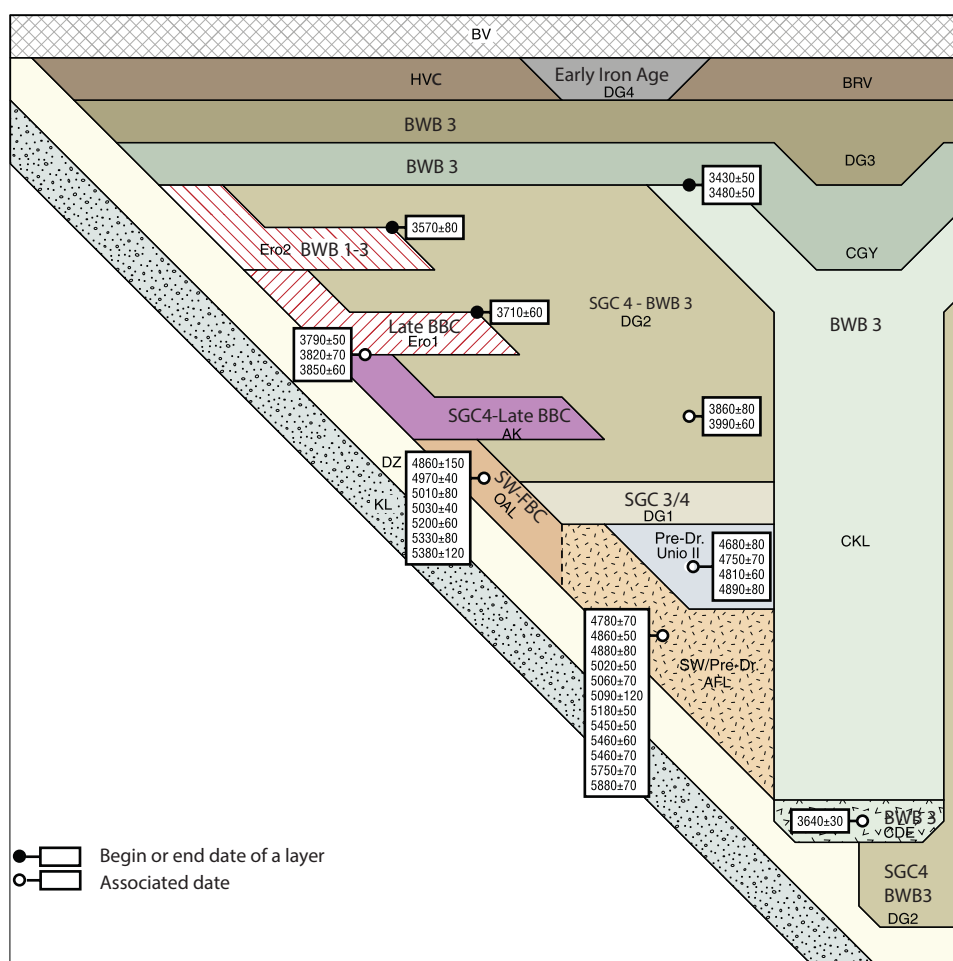 BV
HVC
Early Iron Age
DG4
BRV
BWB 3
DG3
BWB 3
3430±50
3480±50
CGY
3570±80
Ero2 BWB 1-3
SGC 4 - BWB 3
DG2
BWB 3
3710±60
Late BBC
Ero1
3790±50
3820±70
3850±60
3860±80
3990±60
SGC4-Late BBC
AK
DZ
KL
4860±150
4970±40
5010±80
5030±40
5200±60
5330±80
5380±120
SW-FBC
OAL
SGC 3/4
DG1
Pre-Dr.
Unio II
4680±80
4750±70
4810±60
4890±80
CKL
4780±70
4860±50
4880±80
5020±50
5060±70
5090±120
5180±50
5450±50
5460±60
5460±70
5750±70
5880±70
SW/Pre-Dr.
AFL
3640±30
BWB 3
CDE
SGC4
BWB3
DG2
Begin or end date of a layer
Associated date